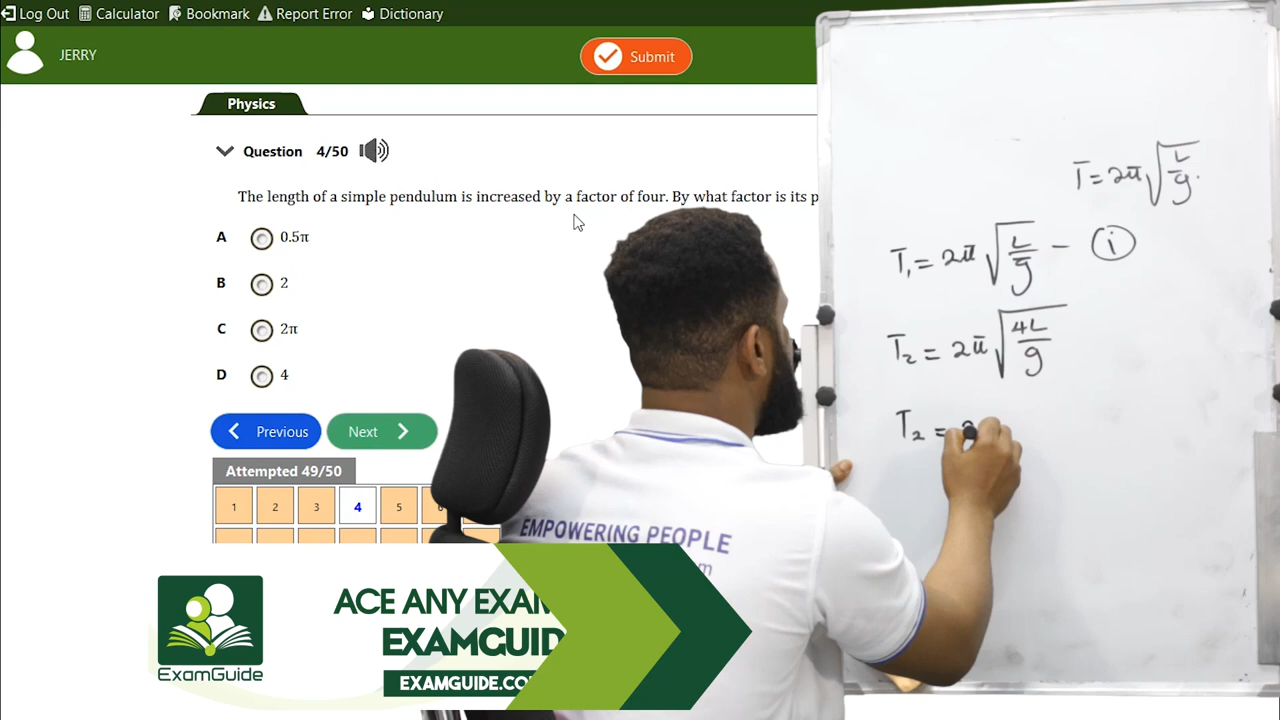 Log Out Calculator Bookmark Report Error Dictionary
JERRY
Submit
Physics
Question 4/50
The length of a simple pendulum is increased by a factor of four. By what factor is its p
A 0.5π
B 2
C 2π
D 4
Previous Next
Attempted 49/50
1 2 3 4 5
T = 2π√L/g.
T₁ = 2π√L/g — (i)
T₂ = 2π√4L/g
T₂ =
EMPOWERING PEOPLE
ACE ANY EXAM
EXAMGUID
EXAMGUIDE.CO
ExamGuide